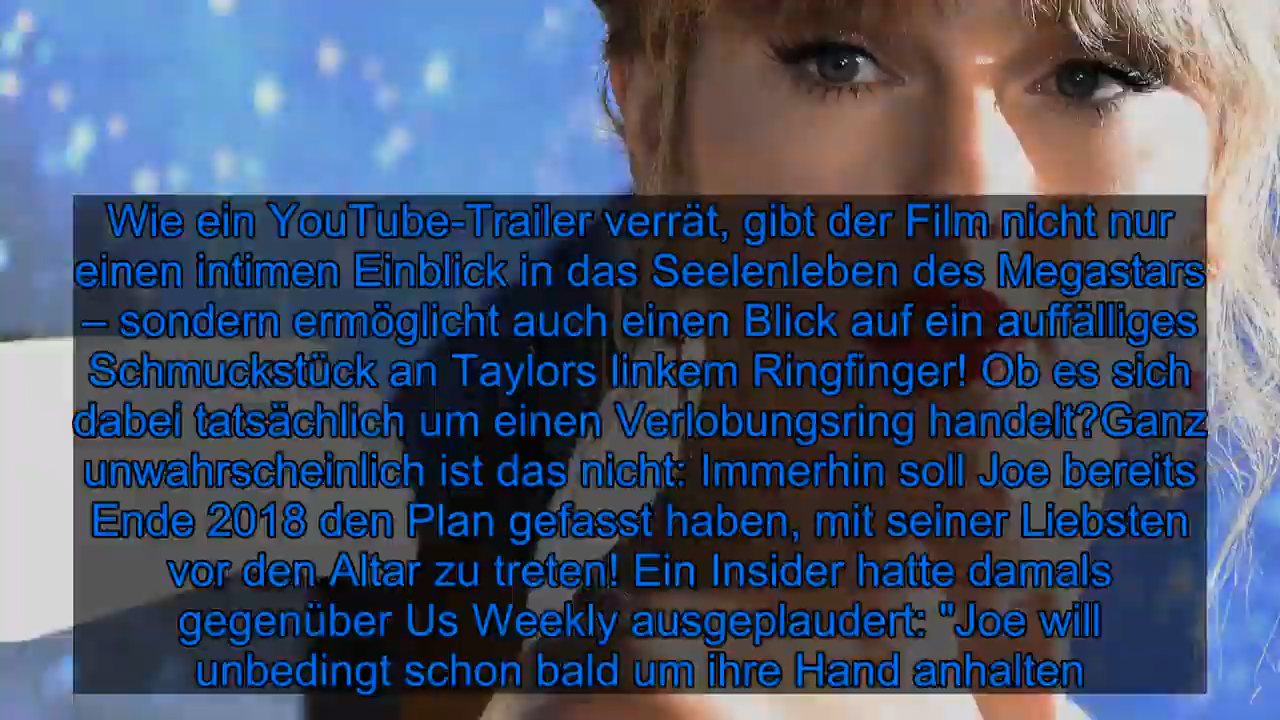 Wie ein YouTube-Trailer verrät, gibt der Film nicht nur
einen intimen Einblick in das Seelenleben des Megastars
– sondern ermöglicht auch einen Blick auf ein auffälliges
Schmuckstück an Taylors linkem Ringfinger! Ob es sich
dabei tatsächlich um einen Verlobungsring handelt?Ganz
unwahrscheinlich ist das nicht: Immerhin soll Joe bereits
Ende 2018 den Plan gefasst haben, mit seiner Liebsten
vor den Altar zu treten! Ein Insider hatte damals
gegenüber Us Weekly ausgeplaudert: "Joe will
unbedingt schon bald um ihre Hand anhalten